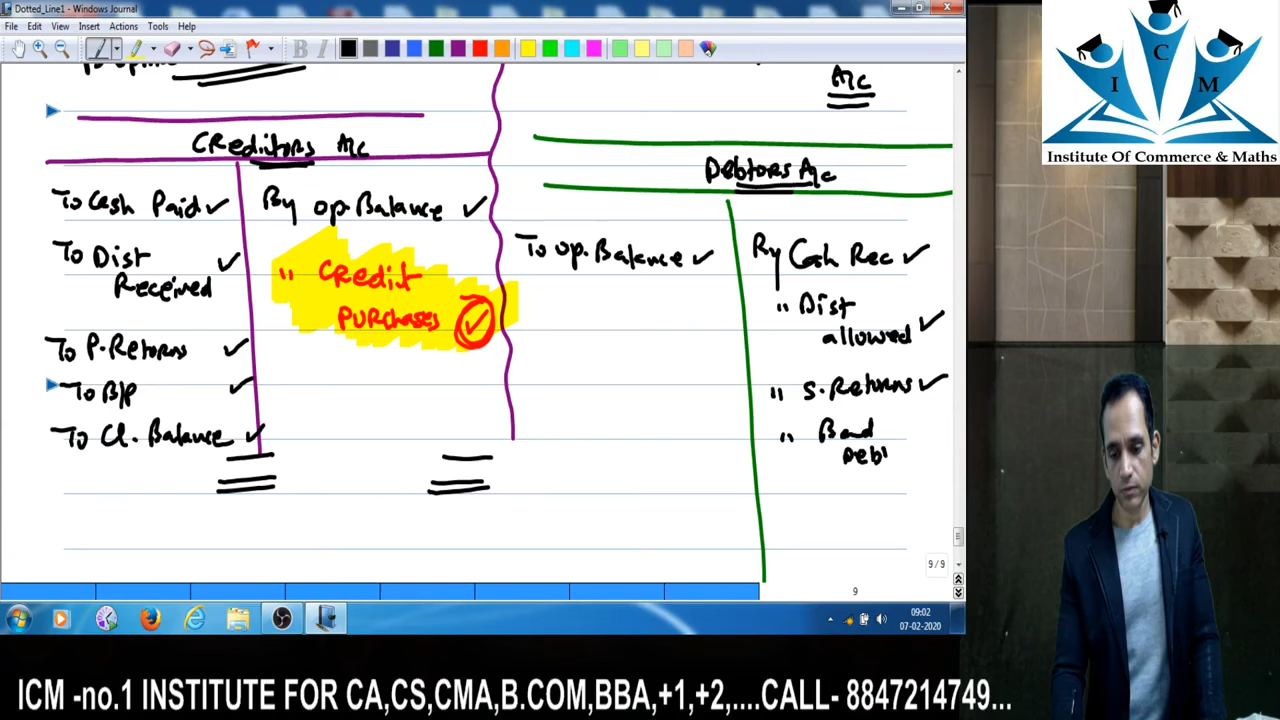 Dotted_Line1 - Windows Journal
File Edit View Insert Actions Tools Help
A/c
Creditors A/c
To Cash Paid ✓
By op. Balance ✓
To Dist
Received ✓
" Credit
Purchases ✓
To P. Returns ✓
To B/P ✓
To Cl. Balance ✓
Debtors A/c
To op. Balance ✓
By Cash Rec ✓
" Dist
allowed ✓
" S. Returns ✓
" Bad
Deb
9 / 9
9
09:02
07-02-2020
I C M
Institute Of Commerce & Maths
ICM -no.1 INSTITUTE FOR CA,CS,CMA,B.COM,BBA,+1,+2,....CALL- 8847214749...